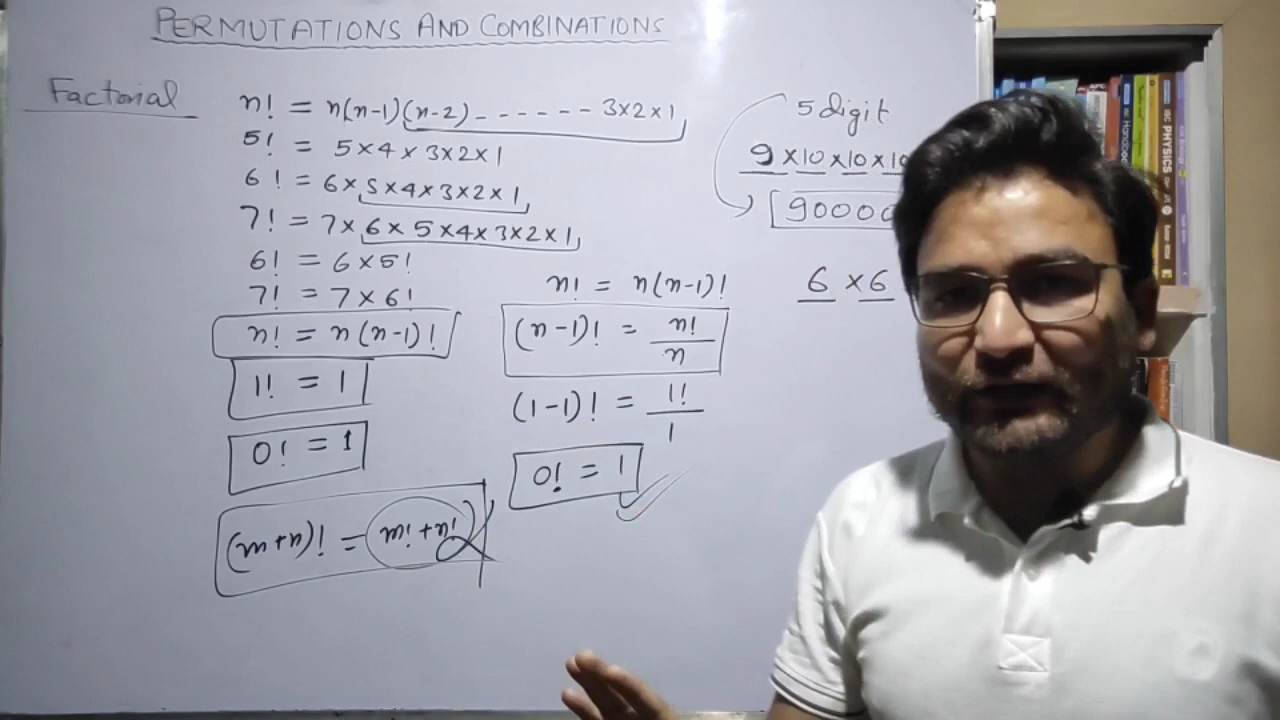 PERMUTATIONS AND COMBINATIONS
Factorial
n! = n(n-1)(n-2)------3×2×1
5! = 5×4×3×2×1
6! = 6×5×4×3×2×1
7! = 7×6×5×4×3×2×1
6! = 6×5!
7! = 7×6!
n! = n(n-1)!
1! = 1
0! = 1
(m+n)! = m!+n!
n! = n(n-1)!
(n-1)! = n!/n
(1-1)! = 1!/1
0! = 1
5 digit
9×10×10×10
90000
6×6
PHYSICS